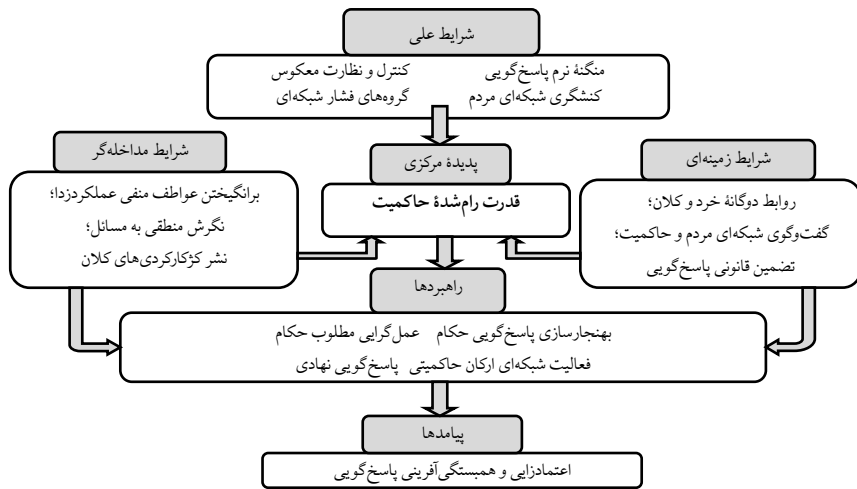 شرایط علی
منگنهٔ نرم پاسخ‌گویی کنترل و نظارت معکوس
کنشگری شبکه‌ای مردم گروه‌های فشار شبکه‌ای
پدیدهٔ مرکزی
قدرت رام‌شدهٔ حاکمیت
شرایط زمینه‌ای
روابط دوگانهٔ خرد و کلان؛
گفت‌وگوی شبکه‌ای مردم و حاکمیت؛
تضمین قانونی پاسخ‌گویی
شرایط مداخله‌گر
برانگیختن عواطف منفی عملکردزدا؛
نگرش منطقی به مسائل؛
نشر کژکارکردی‌های کلان
راهبردها
بهنجارسازی پاسخ‌گویی حکام عمل‌گرایی مطلوب حکام
فعالیت شبکه‌ای ارکان حاکمیتی پاسخ‌گویی نهادی
پیامدها
اعتمادزایی و همبستگی‌آفرینی پاسخ‌گویی